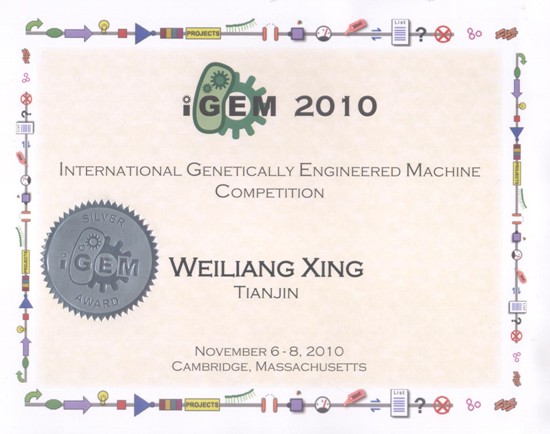 PROJECTS
List
?
iGEM 2010
INTERNATIONAL GENETICALLY ENGINEERED MACHINE
COMPETITION
SILVER
iGEM
AWARD
WEILIANG XING
TIANJIN
NOVEMBER 6-8, 2010
CAMBRIDGE, MASSACHUSETTS
PROJECTS
PROJECTS
List
?